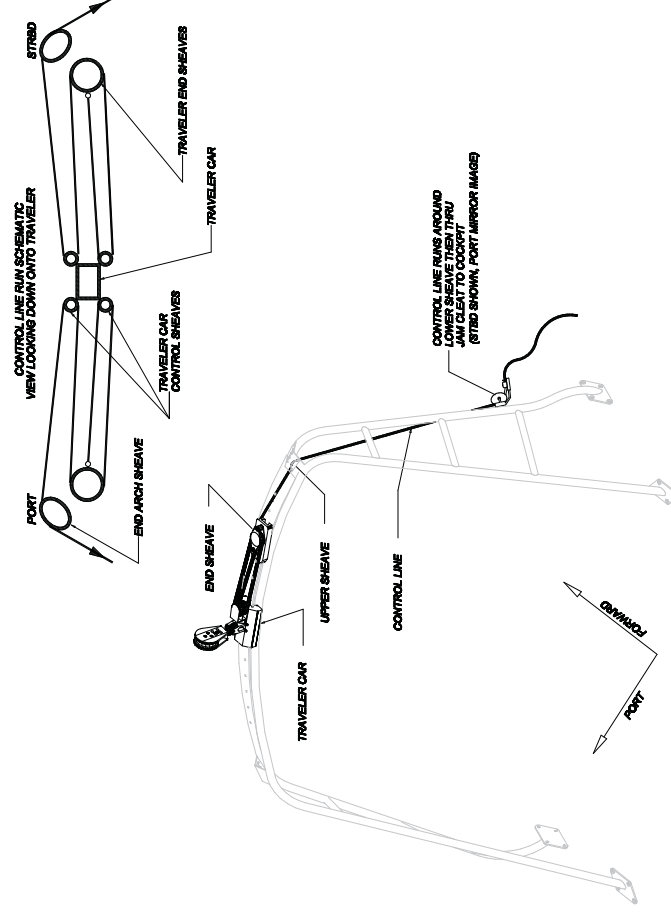 CONTROL LINE RUN SCHEMATIC
VIEW LOOKING DOWN ONTO TRAVELER
PORT
STRBD
END ARCH SHEAVE
TRAVELER CAR
CONTROL SHEAVES
TRAVELER CAR
TRAVELER END SHEAVES
END SHEAVE
TRAVELER CAR
UPPER SHEAVE
CONTROL LINE
CONTROL LINE RUNS AROUND
LOWER SHEAVE THEN THRU
JAM CLEAT TO COCKPIT
(STBD SHOWN, PORT MIRROR IMAGE)
PORT
FORWARD